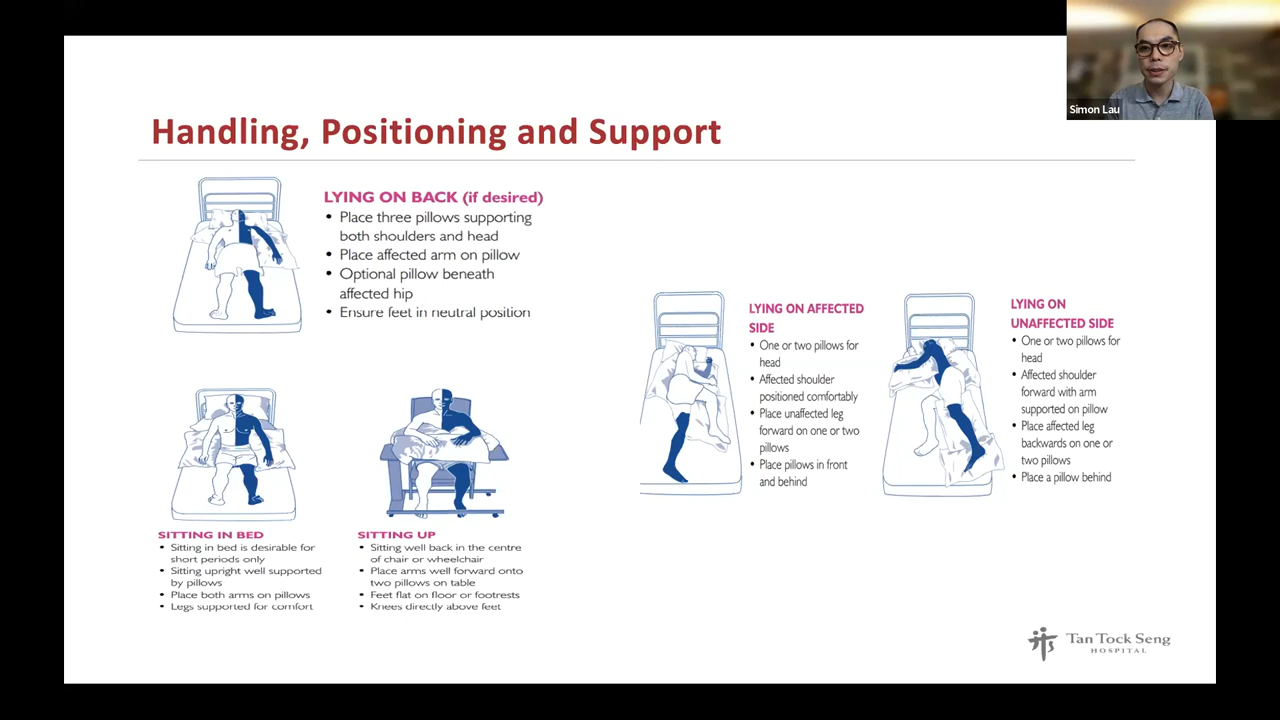 Simon Lau
Handling, Positioning and Support
LYING ON BACK (if desired)
• Place three pillows supporting
both shoulders and head
• Place affected arm on pillow
• Optional pillow beneath
affected hip
• Ensure feet in neutral position
SITTING IN BED
• Sitting in bed is desirable for
short periods only
• Sitting upright well supported
by pillows
• Place both arms on pillows
• Legs supported for comfort
SITTING UP
• Sitting well back in the centre
of chair or wheelchair
• Place arms well forward onto
two pillows on table
• Feet flat on floor or footrests
• Knees directly above feet
LYING ON AFFECTED
SIDE
• One or two pillows for
head
• Affected shoulder
positioned comfortably
• Place unaffected leg
forward on one or two
pillows
• Place pillows in front
and behind
LYING ON
UNAFFECTED SIDE
• One or two pillows for
head
• Affected shoulder
forward with arm
supported on pillow
• Place affected leg
backwards on one or
two pillows
• Place a pillow behind
Tan Tock Seng
HOSPITAL